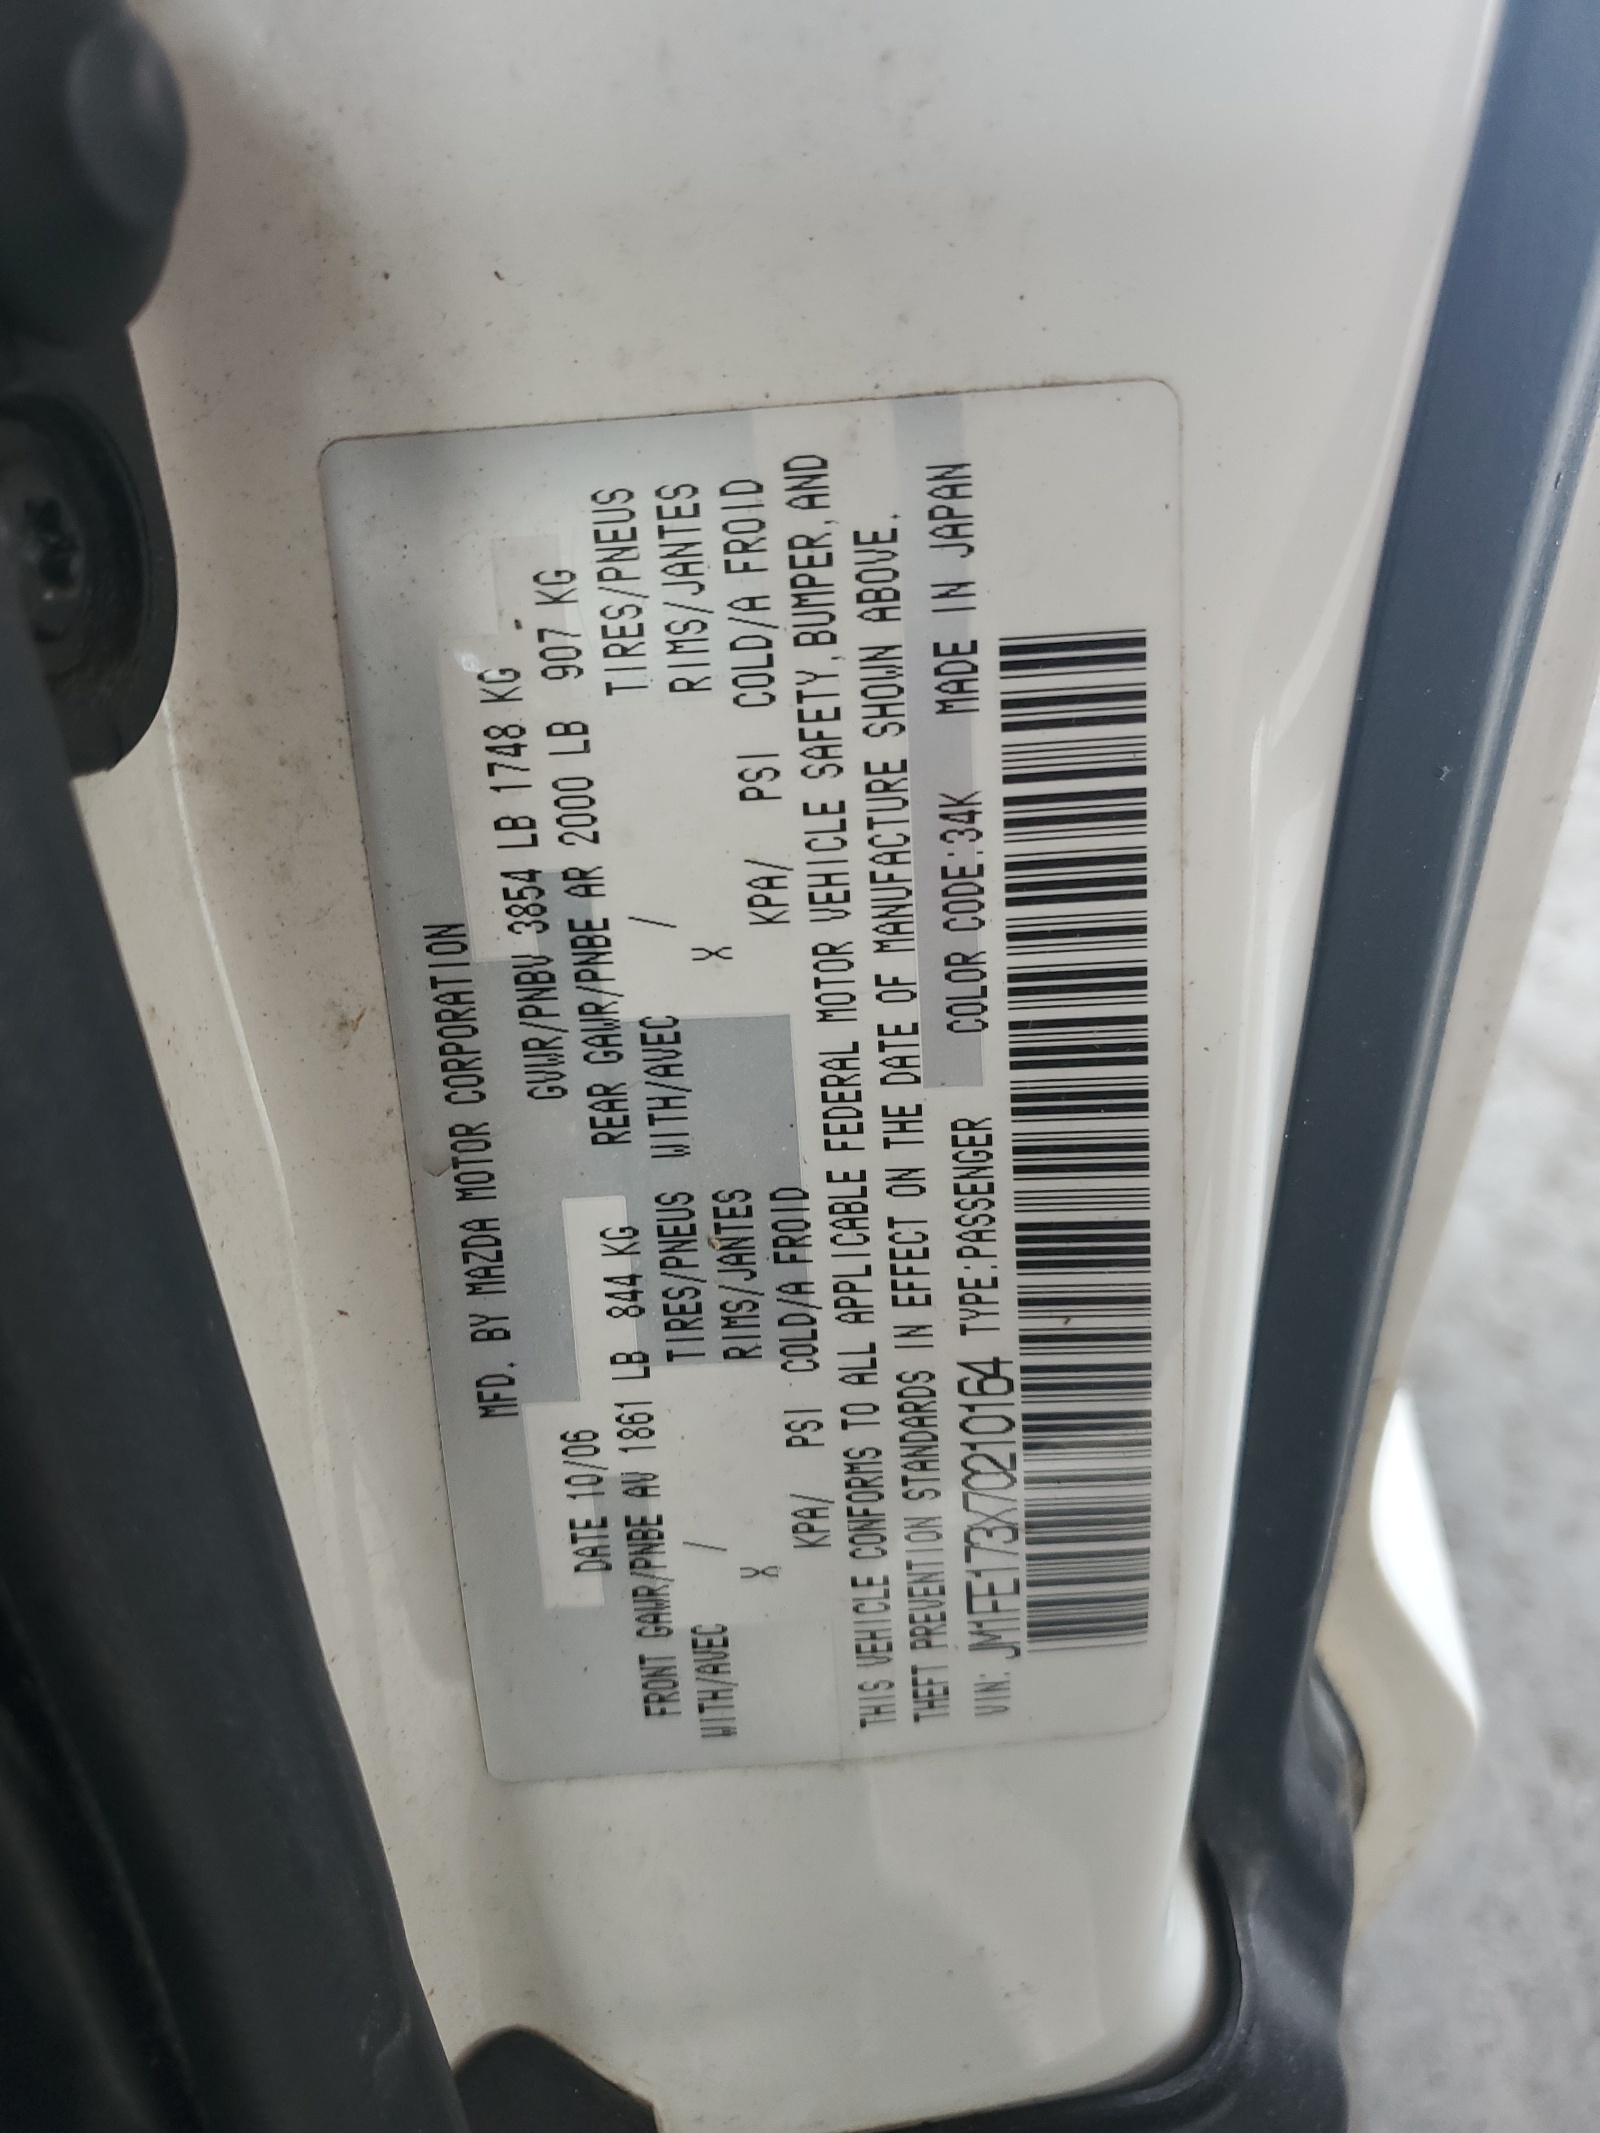 MFD. BY MAZDA MOTOR CORPORATION
DATE 10/06 GVWR/PNBV 3854 LB 1748 KG
FRONT GAWR/PNBE AV 1861 LB 844 KG REAR GAWR/PNBE AR 2000 LB 907 KG
WITH/AVEC / TIRES/PNEUS WITH/AVEC / TIRES/PNEUS
X RIMS/JANTES X RIMS/JANTES
KPA/ PSI COLD/A FROID KPA/ PSI COLD/A FROID
THIS VEHICLE CONFORMS TO ALL APPLICABLE FEDERAL MOTOR VEHICLE SAFETY, BUMPER, AND
THEFT PREVENTION STANDARDS IN EFFECT ON THE DATE OF MANUFACTURE SHOWN ABOVE.
VIN: JM1FE173X70210164 TYPE:PASSENGER COLOR CODE:34K MADE IN JAPAN